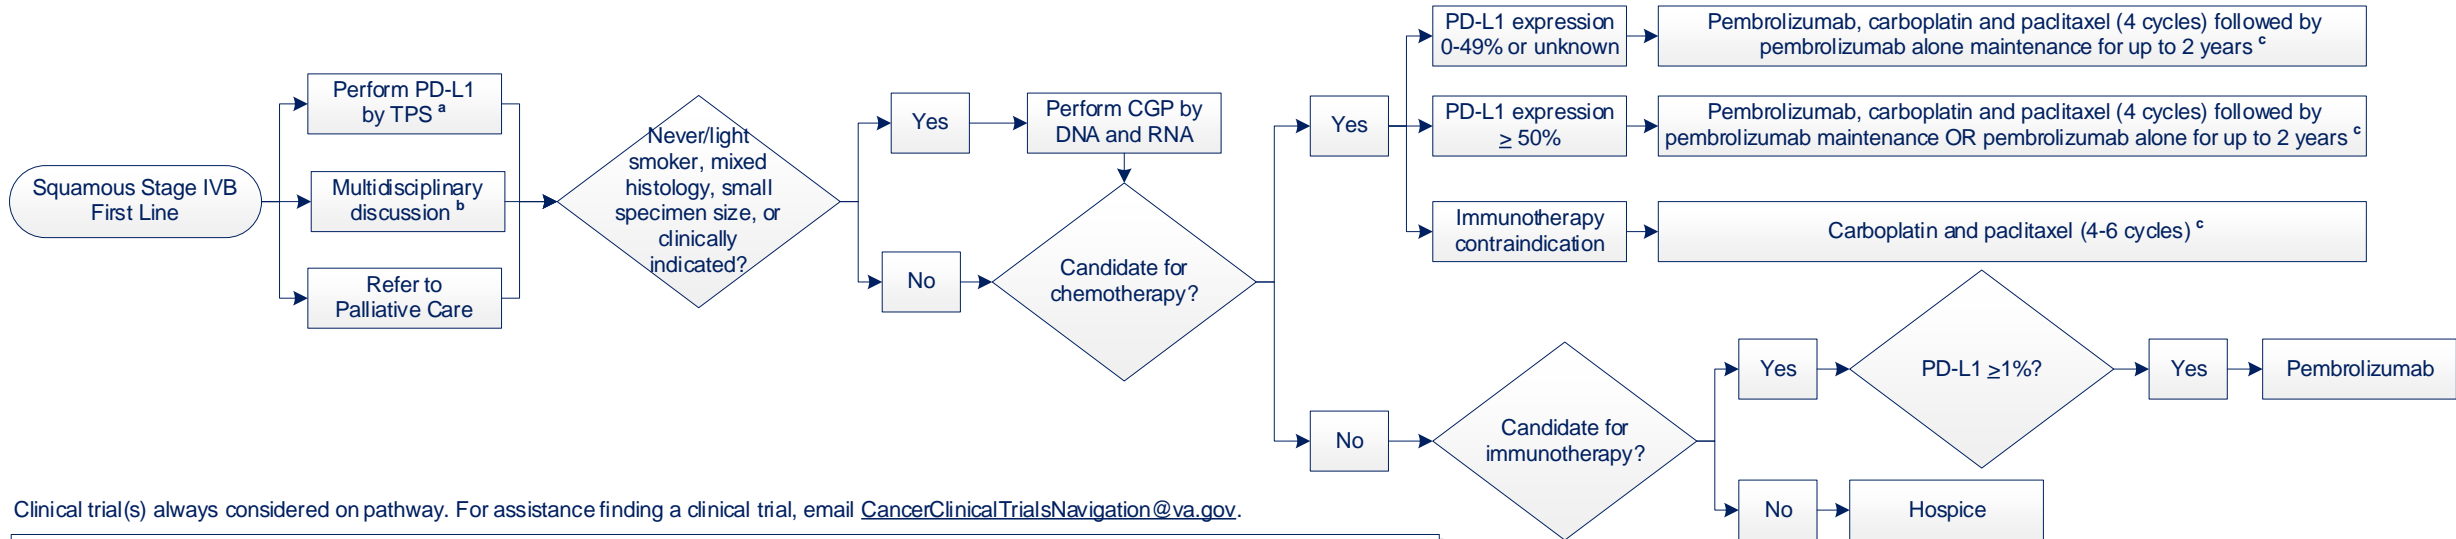 Squamous Stage IVB
First Line
Perform PD-L1
by TPS a
Multidisciplinary
discussion b
Refer to
Palliative Care
Never/light
smoker, mixed
histology, small
specimen size, or
clinically
indicated?
Yes
Perform CGP by
DNA and RNA
No
Candidate for
chemotherapy?
Yes
PD-L1 expression
0-49% or unknown
Pembrolizumab, carboplatin and paclitaxel (4 cycles) followed by
pembrolizumab alone maintenance for up to 2 years c
PD-L1 expression
≥ 50%
Pembrolizumab, carboplatin and paclitaxel (4 cycles) followed by
pembrolizumab maintenance OR pembrolizumab alone for up to 2 years c
Immunotherapy
contraindication
Carboplatin and paclitaxel (4-6 cycles) c
No
Candidate for
immunotherapy?
Yes
PD-L1 ≥1%?
Yes
Pembrolizumab
No
Hospice
Clinical trial(s) always considered on pathway. For assistance finding a clinical trial, email CancerClinicalTrialsNavigation@va.gov.